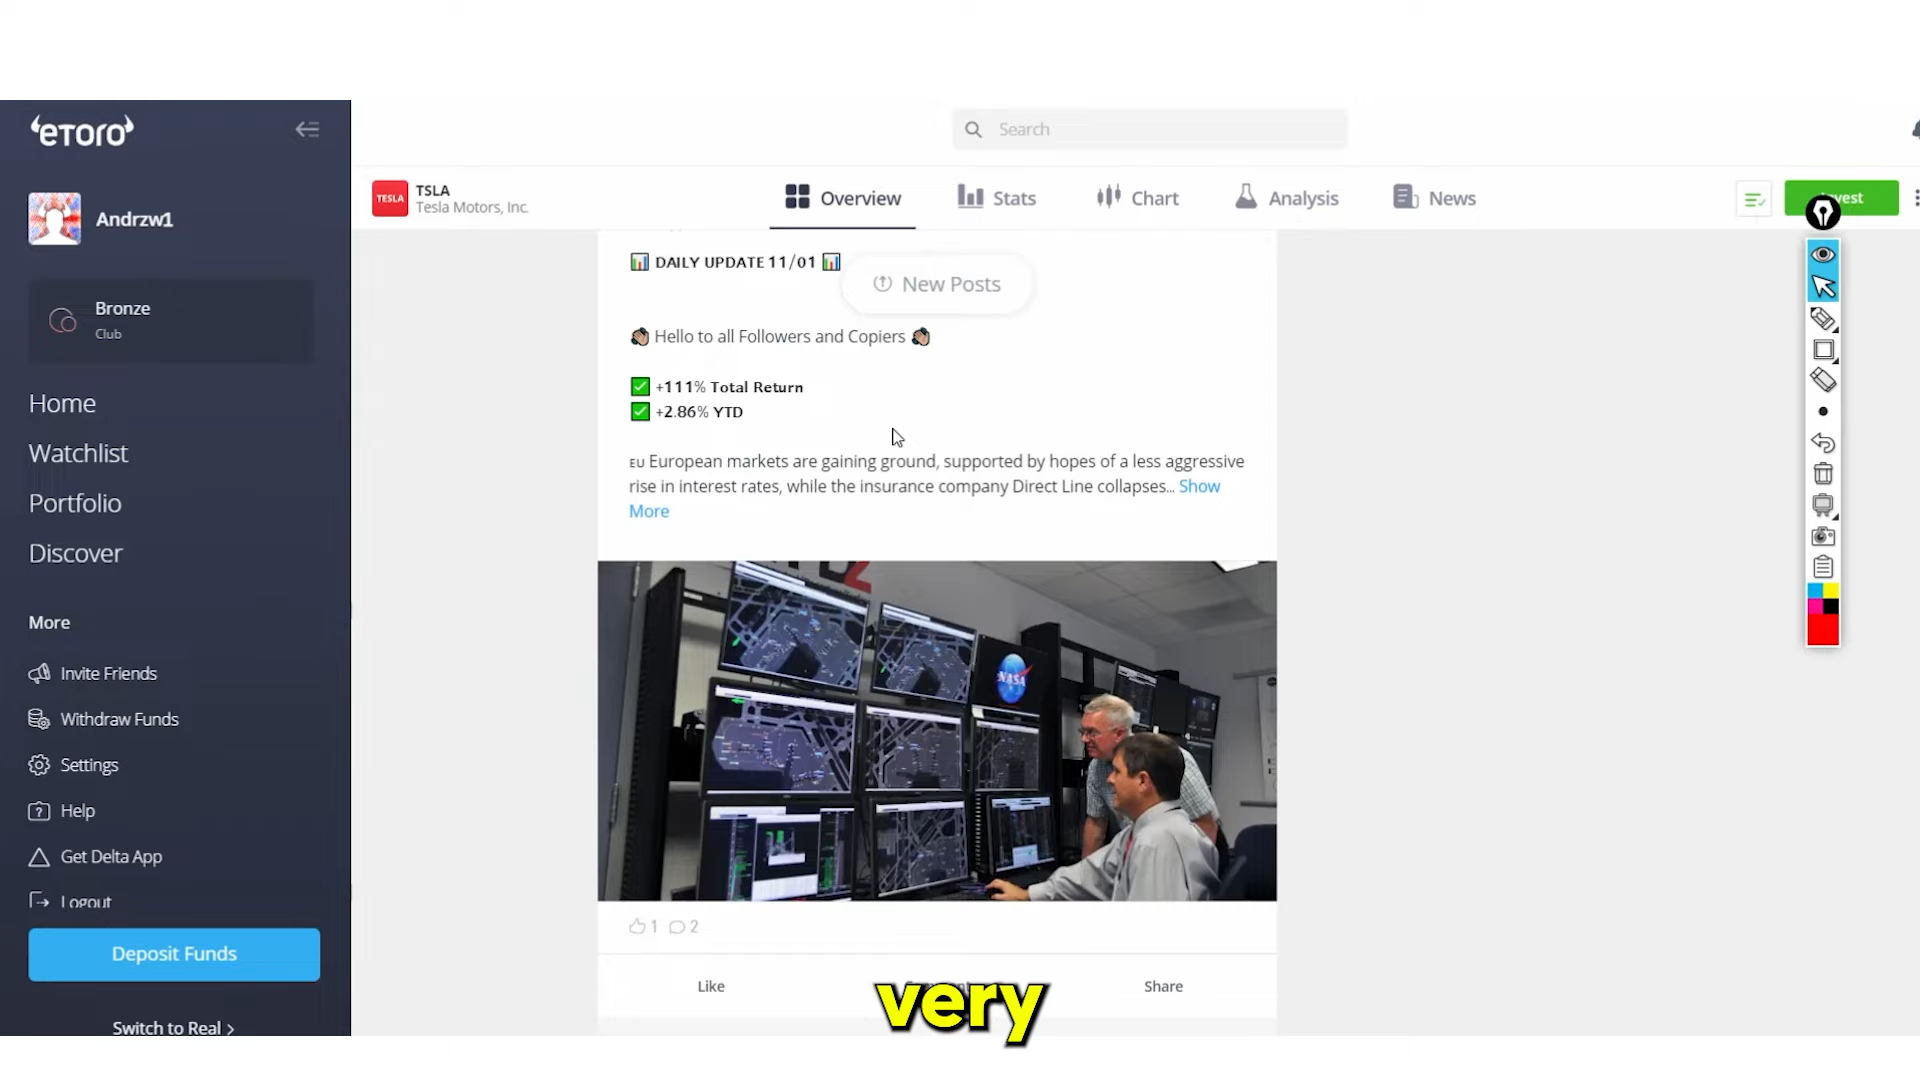 eTORO
Search
TESLA
TSLA
Tesla Motors, Inc.
Overview
Stats
Chart
Analysis
News
Andrzw1
Bronze
Club
Home
Watchlist
Portfolio
Discover
More
Invite Friends
Withdraw Funds
Settings
Help
Get Delta App
Logout
Deposit Funds
Switch to Real >
DAILY UPDATE 11/01
New Posts
Hello to all Followers and Copiers
+111% Total Return
+2.86% YTD
EU European markets are gaining ground, supported by hopes of a less aggressive
rise in interest rates, while the insurance company Direct Line collapses... Show
More
NASA
1 2
Like
Share
very